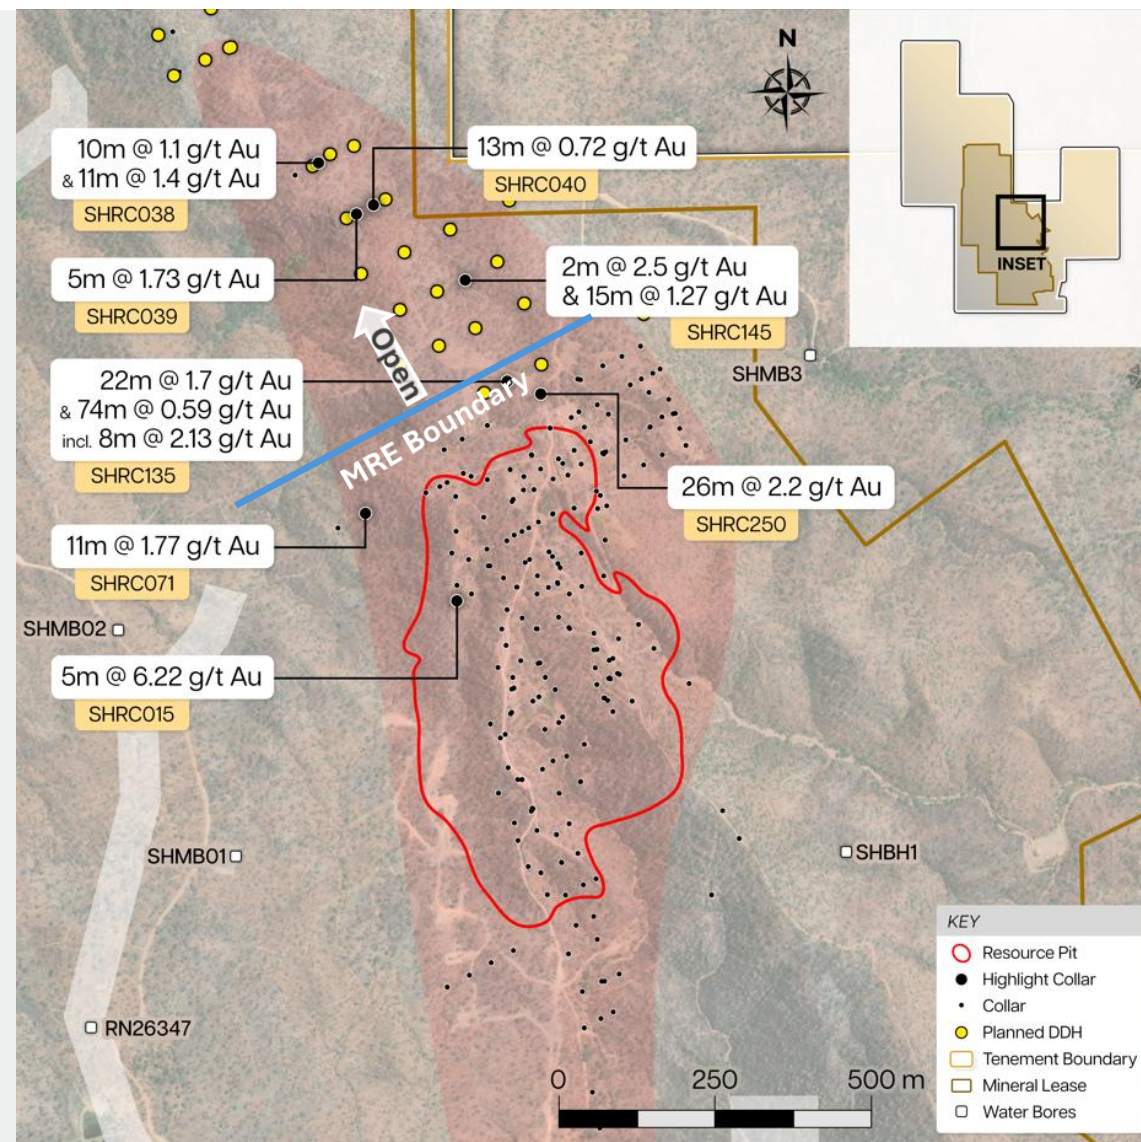 N
10m @ 1.1 g/t Au
& 11m @ 1.4 g/t Au
SHRC038
13m @ 0.72 g/t Au
SHRC040
INSET
5m @ 1.73 g/t Au
SHRC039
2m @ 2.5 g/t Au
& 15m @ 1.27 g/t Au
SHRC145
Open
SHMB3
22m @ 1.7 g/t Au
& 74m @ 0.59 g/t Au
incl. 8m @ 2.13 g/t Au
SHRC135
MRE Boundary
26m @ 2.2 g/t Au
SHRC250
11m @ 1.77 g/t Au
SHRC071
SHMB02
5m @ 6.22 g/t Au
SHRC015
SHMB01
SHBH1
RN26347
KEY
Resource Pit
Highlight Collar
Collar
Planned DDH
Tenement Boundary
Mineral Lease
Water Bores
0 250 500 m